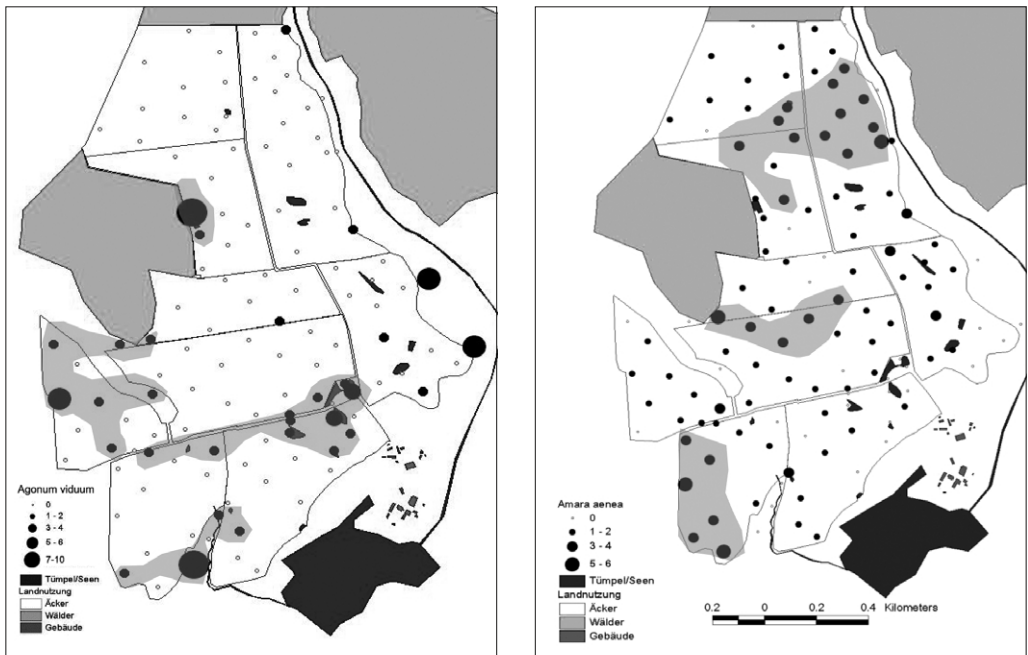 Agonum viduum
0
1 - 2
3 - 4
5 - 6
7-10
Tümpel/Seen
Landnutzung
Äcker
Wälder
Gebäude
Amara aenea
0
1 - 2
3 - 4
5 - 6
Tümpel/Seen
Landnutzung
Äcker
Wälder
Gebäude
0.2 0 0.2 0.4 Kilometers